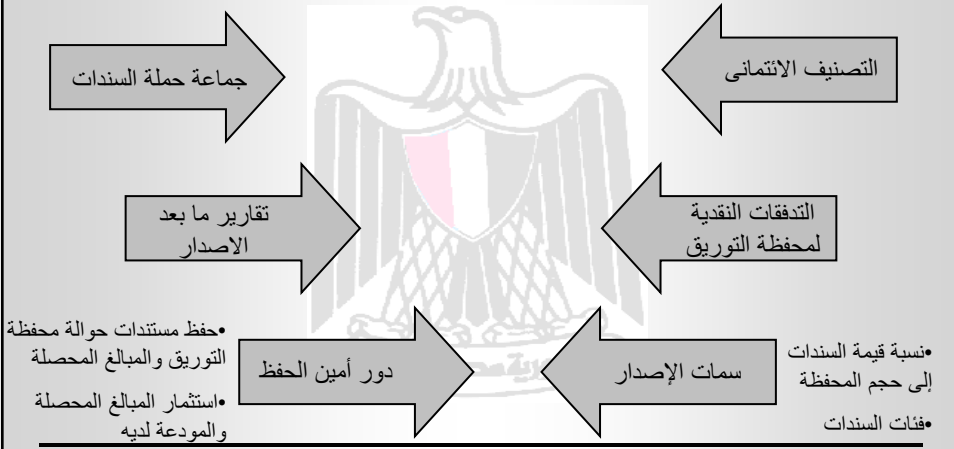 التصنيف الائتمانى
جماعة حملة السندات
التدفقات النقدية
لمحفظة التوريق
تقارير ما بعد
الاصدار
سمات الإصدار
•نسبة قيمة السندات
إلى حجم المحفظة
•فئات السندات
دور أمين الحفظ
•حفظ مستندات حوالة محفظة
التوريق والمبالغ المحصلة
•استثمار المبالغ المحصلة
والمودعة لديه